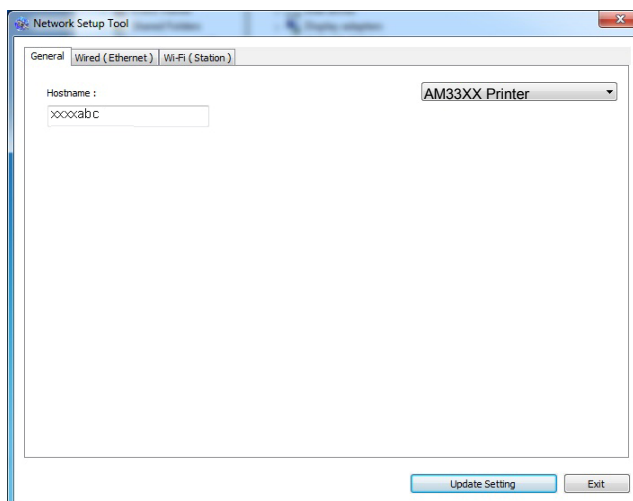 Network Setup Tool
General
Wired ( Ethernet )
Wi-Fi ( Station )
Hostname :
AM33XX Printer
xxxxabc
Update Setting
Exit